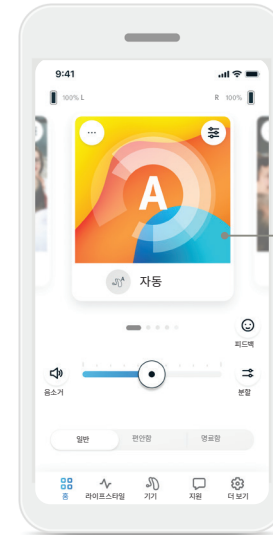 9:41
100% L
R 100%
...
A
A
자동
피드백
음소거
분할
일반
편안함
명료함
홈
라이프스타일
기기
지원
더 보기